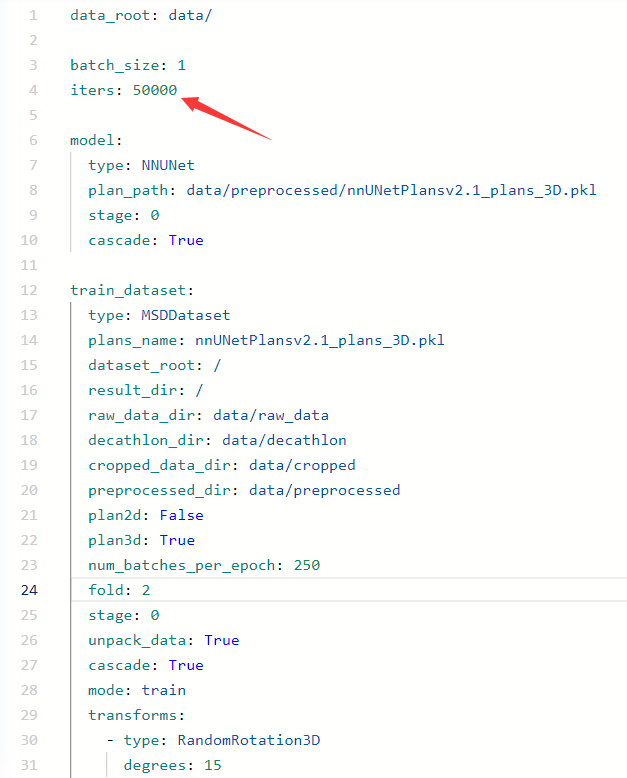 1 data_root: data/
2
3 batch_size: 1
4 iters: 50000
5
6 model:
7 type: NNUNet
8 plan_path: data/preprocessed/nnUNetPlansv2.1_plans_3D.pkl
9 stage: 0
10 cascade: True
11
12 train_dataset:
13 type: MSDDataset
14 plans_name: nnUNetPlansv2.1_plans_3D.pkl
15 dataset_root: /
16 result_dir: /
17 raw_data_dir: data/raw_data
18 decathlon_dir: data/decathlon
19 cropped_data_dir: data/cropped
20 preprocessed_dir: data/preprocessed
21 plan2d: False
22 plan3d: True
23 num_batches_per_epoch: 250
24 fold: 2
25 stage: 0
26 unpack_data: True
27 cascade: True
28 mode: train
29 transforms:
30 - type: RandomRotation3D
31 degrees: 15